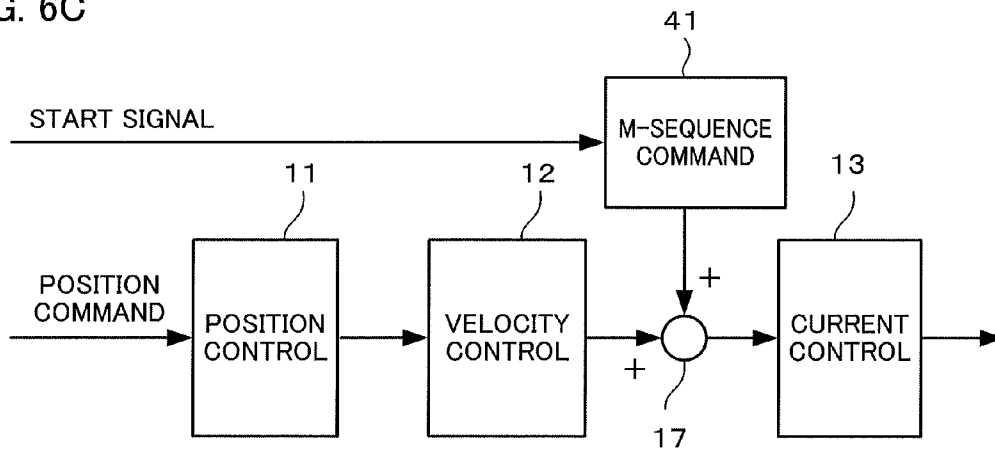 G. 6C
41
START SIGNAL
M-SEQUENCE
COMMAND
11
12
13
POSITION
COMMAND
+
POSITION
CONTROL
VELOCITY
CONTROL
CURRENT
CONTROL
+
17